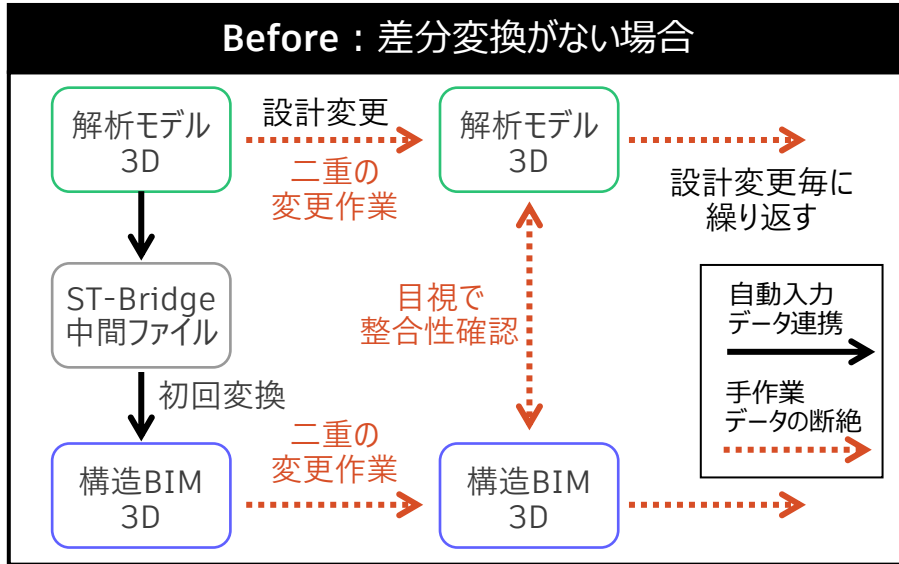 Before：差分変換がない場合
解析モデル
3D
設計変更
二重の
変更作業
解析モデル
3D
設計変更毎に
繰り返す
ST-Bridge
中間ファイル
目視で
整合性確認
自動入力
データ連携
手作業
データの断絶
初回変換
二重の
変更作業
構造BIM
3D
構造BIM
3D